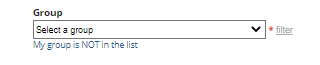 Group
Select a group * filter
My group is NOT in the list